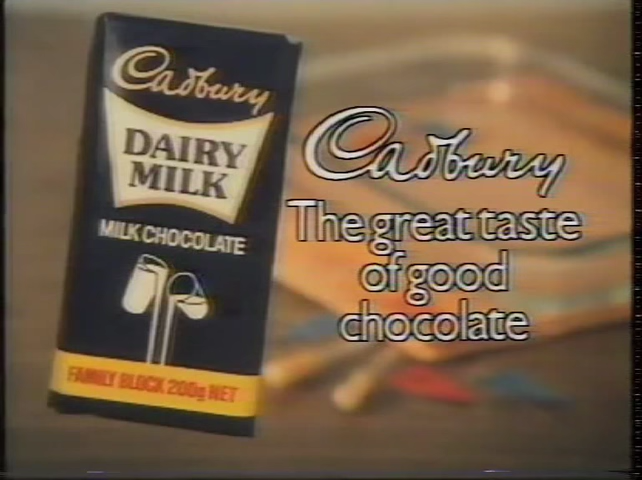 Cadbury
DAIRY
MILK
MILK CHOCOLATE
FAMILY BLOCK 200g NET
Cadbury
The great taste
of good
chocolate